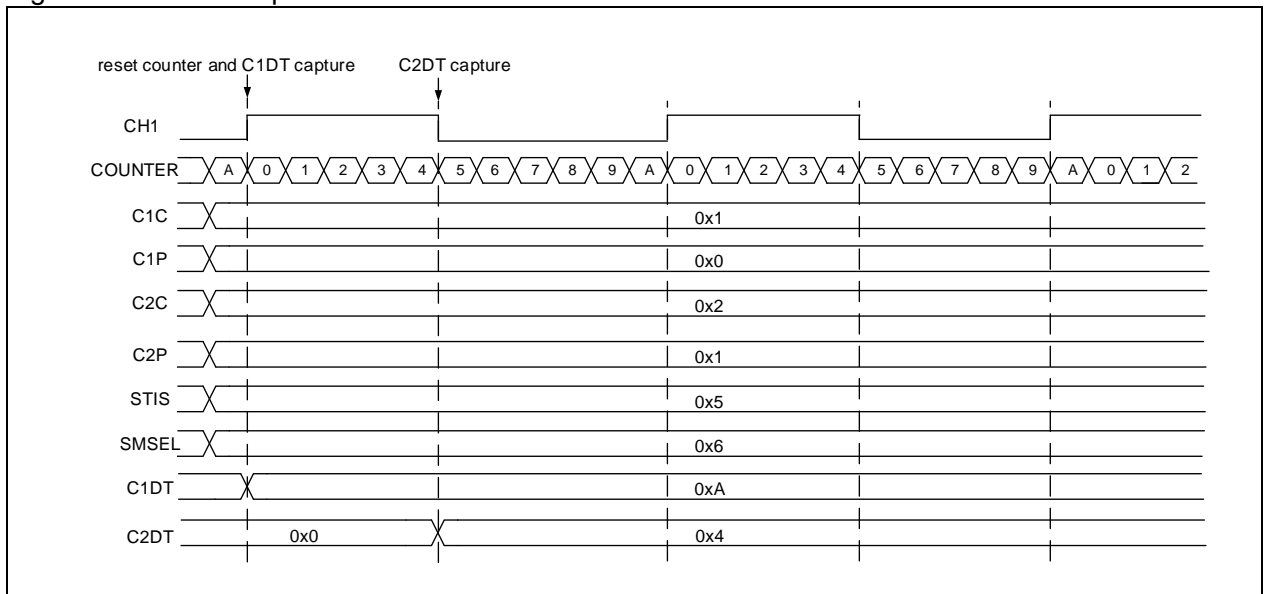 reset counter and C1DT capture C2DT capture
CH1
COUNTER A 0 1 2 3 4 5 6 7 8 9 A 0 1 2 3 4 5 6 7 8 9 A 0 1 2
C1C 0x1
C1P 0x0
C2C 0x2
C2P 0x1
STIS 0x5
SMSEL 0x6
C1DT 0xA
C2DT 0x0 0x4